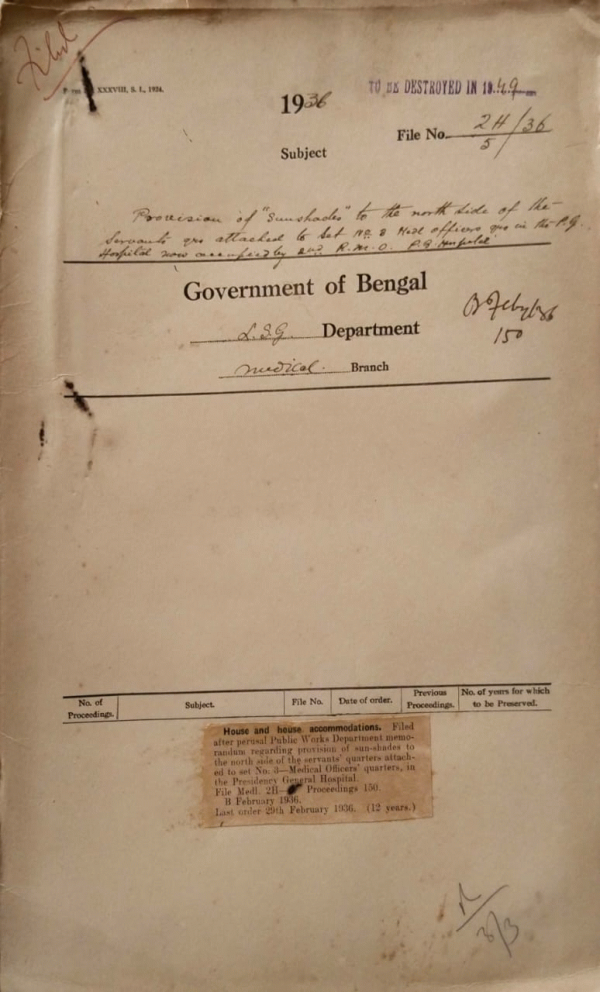 Filed
XXXVIII, S. I., 1934.
TO BE DESTROYED IN 1949
1936
File No. 2H/5/36
Subject
Provision of "Sunshades" to the north side of the
Servants qrs attached to Set No. 3 Medl officers qrs in the P.G.
Hospital now occupied by 2nd R.M.O. P.G Hospital
Government of Bengal
L.S.G. Department
B Feby 36
150
Medical. Branch
No. of Proceedings. Subject. File No. Date of order. Previous Proceedings. No. of years for which to be Preserved.
House and house accommodations. Filed
after perusal Public Works Department memo-
randum regarding provision of sun-shades to
the north side of the servants' quarters attach-
ed to set No. 3—Medical Officers' quarters, in
the Presidency General Hospital.
File Medl. 2H— Proceedings 150.
B February 1936.
Last order 29th February 1936. (12 years.)
3/3